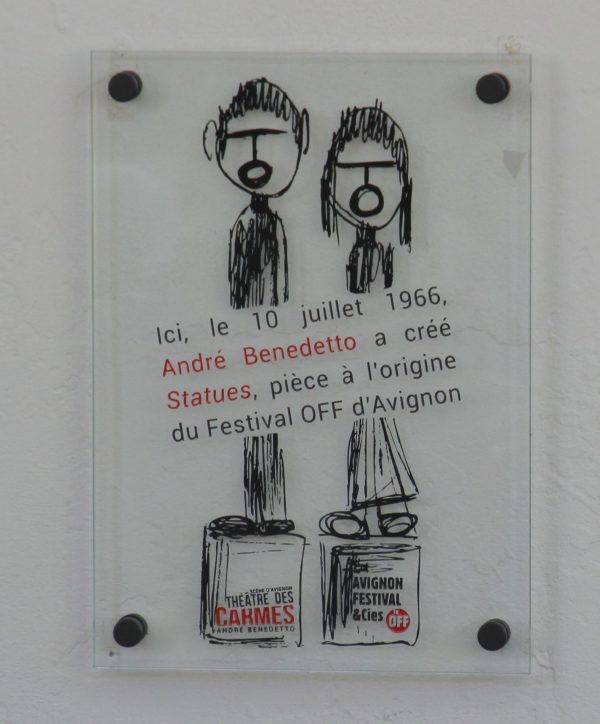 Ici, le 10 juillet 1966,
André Benedetto a créé
Statues, pièce à l'origine
du Festival OFF d'Avignon
SCÈNE D'AVIGNON
THÉÂTRE DES
CARMES
ANDRÉ BENEDETTO
AVIGNON
FESTIVAL
&Cies
le OFF